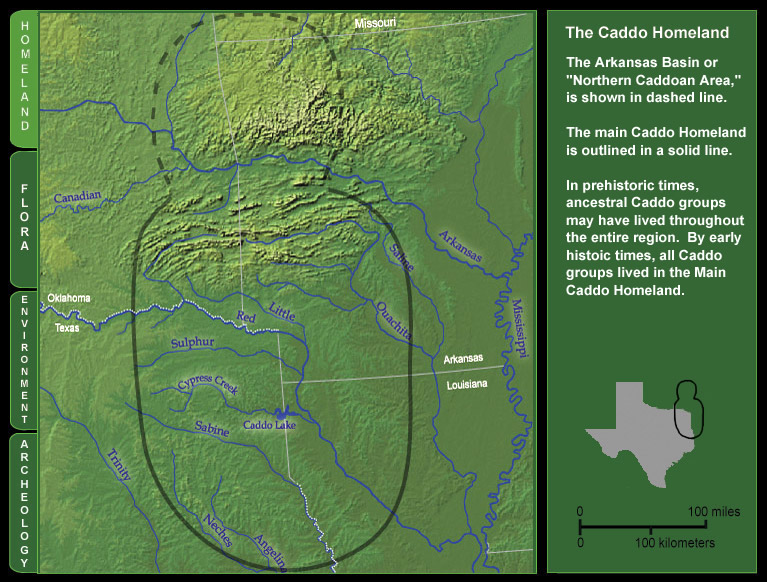 HOMELAND
FLORA
ENVIRONMENT
ARCHEOLOGY
Missouri
Canadian
Arkansas
Saline
Mississippi
Oklahoma
Texas
Little
Red
Ouachita
Sulphur
Arkansas
Louisiana
Cypress Creek
Caddo Lake
Sabine
Trinity
Neches
Angelina
The Caddo Homeland
The Arkansas Basin or
"Northern Caddoan Area,"
is shown in dashed line.
The main Caddo Homeland
is outlined in a solid line.
In prehistoric times,
ancestral Caddo groups
may have lived throughout
the entire region. By early
histoic times, all Caddo
groups lived in the Main
Caddo Homeland.
0 100 miles
0 100 kilometers